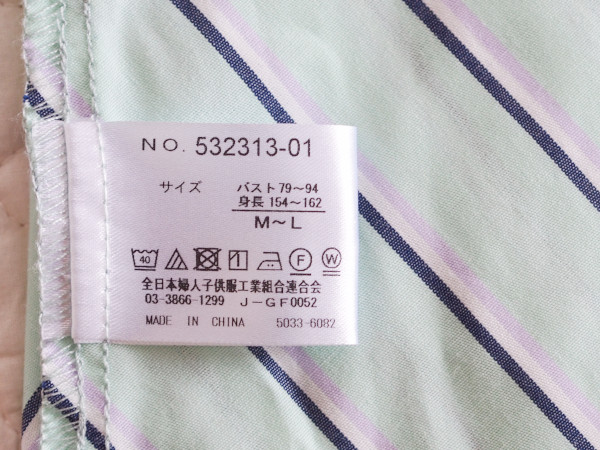 NO. 532313-01
サイズ バスト79〜94
身長 154〜162
M〜L
40 F W
全日本婦人子供服工業組合連合会
03-3866-1299 J-GF0052
MADE IN CHINA 5033-6082